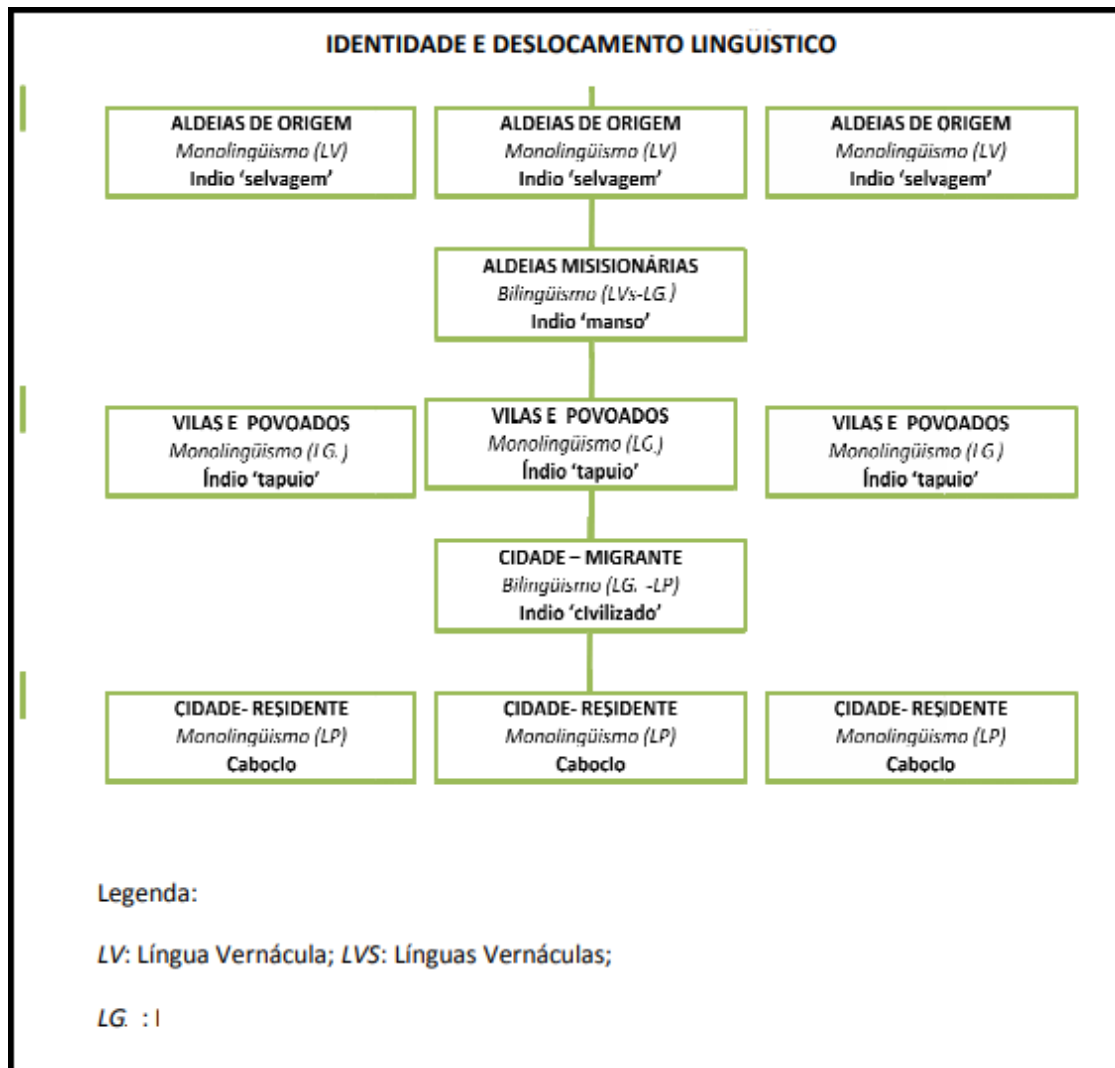 IDENTIDADE E DESLOCAMENTO LINGÜÍSTICO
ALDEIAS DE ORIGEM
Monolingüismo (LV)
Indio ‘selvagem’
ALDEIAS DE ORIGEM
Monolingüismo (LV)
Indio ‘selvagem’
ALDEIAS DE ORIGEM
Monolingüismo (LV)
Indio ‘selvagem’
ALDEIAS MISISIONÁRIAS
Bilingüismo (LVs-LG.)
Indio ‘manso’
VILAS E POVOADOS
Monolingüismo (LG.)
Índio ‘tapuio’
VILAS E POVOADOS
Monolingüismo (LG.)
Índio ‘tapuio’
VILAS E POVOADOS
Monolingüismo (LG)
Índio ‘tapuio’
CIDADE – MIGRANTE
Bilingüismo (LG. -LP)
Indio ‘civilizado’
CIDADE- RESIDENTE
Monolingüismo (LP)
Caboclo
CIDADE- RESIDENTE
Monolingüismo (LP)
Caboclo
CIDADE- RESIDENTE
Monolingüismo (LP)
Caboclo
Legenda:
LV: Língua Vernácula; LVS: Línguas Vernáculas;
LG. :